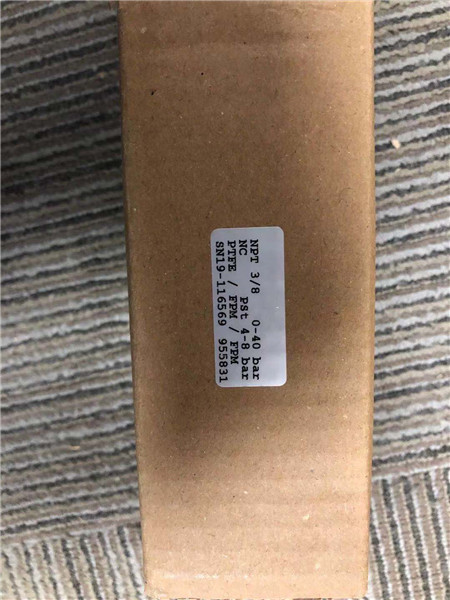 NPT 3/8 0-40 bar
NC pst 4-8 bar
PTFE / FPM / FPM
SN19-116569 955831